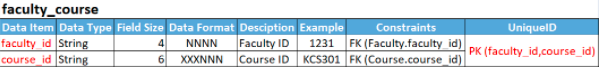 faculty_course
Data Item Data Type Field Size Data Format Desciption Example Constraints UniqueID
faculty_id String 4 NNNN Faculty ID 1231 FK (Faculty.faculty_id) PK (faculty_id,course_id)
course_id String 6 XXXNNN Course ID KCS301 FK (Course.course_id)